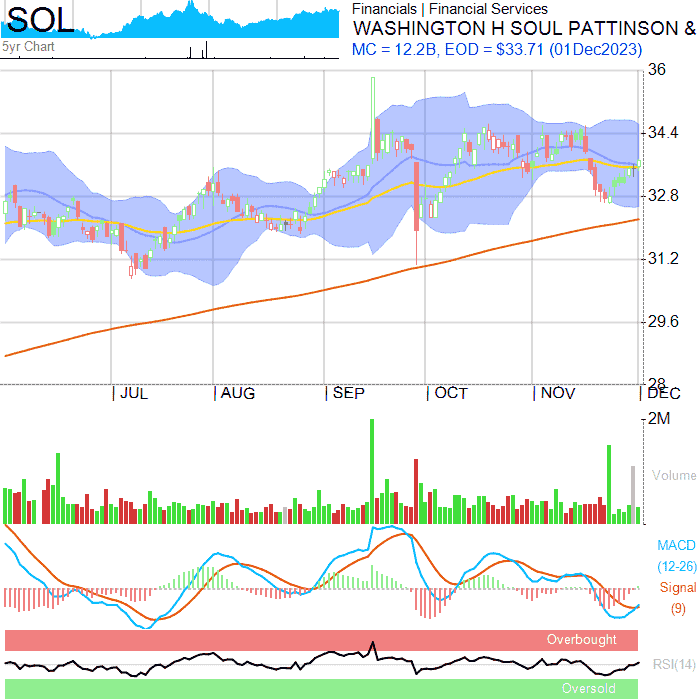 SOL
5yr Chart
Financials | Financial Services
WASHINGTON H SOUL PATTINSON &
MC = 12.2B, EOD = $33.71 (01Dec2023)
36
34.4
32.8
31.2
29.6
28
JUL AUG SEP OCT NOV DEC
2M
Volume
MACD
(12-26)
Signal
(9)
Overbought
RSI(14)
Oversold